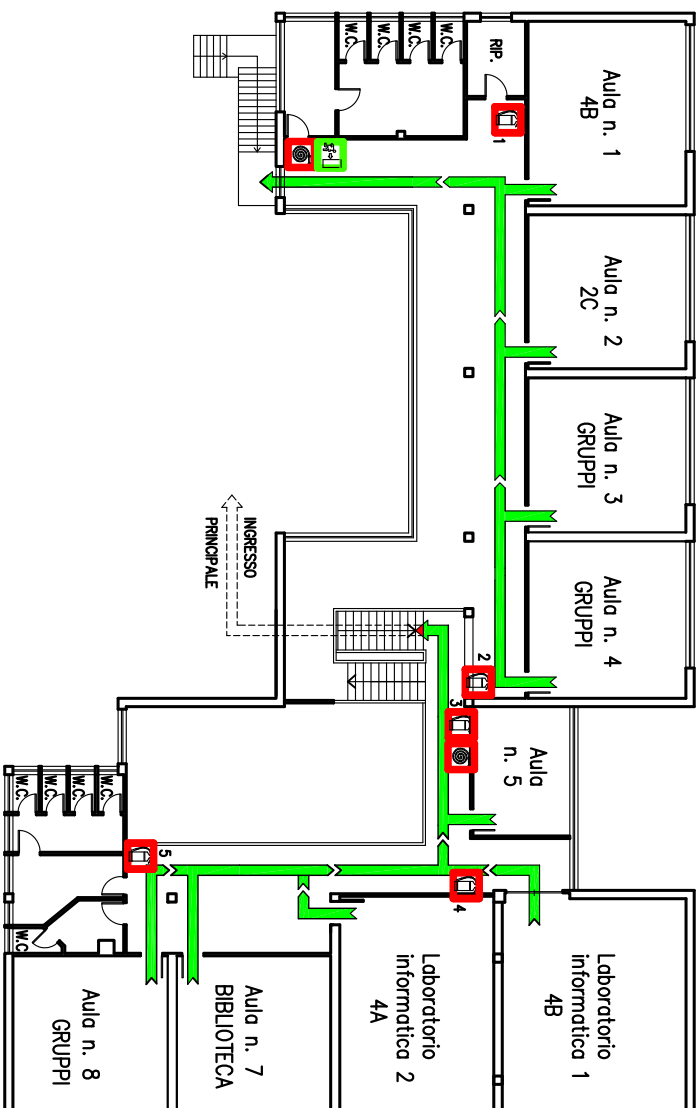 W.C.
W.C.
W.C.
W.C.
RIP.
Aula n. 1
4B
1
Aula n. 2
2C
Aula n. 3
GRUPPI
Aula n. 4
GRUPPI
INGRESSO
PRINCIPALE
2
3
Aula
n. 5
W.C.
W.C.
W.C.
W.C.
5
4
Laboratorio
informatica 1
4B
Laboratorio
informatica 2
4A
Aula n. 7
BIBLIOTECA
Aula n. 8
GRUPPI
W.C